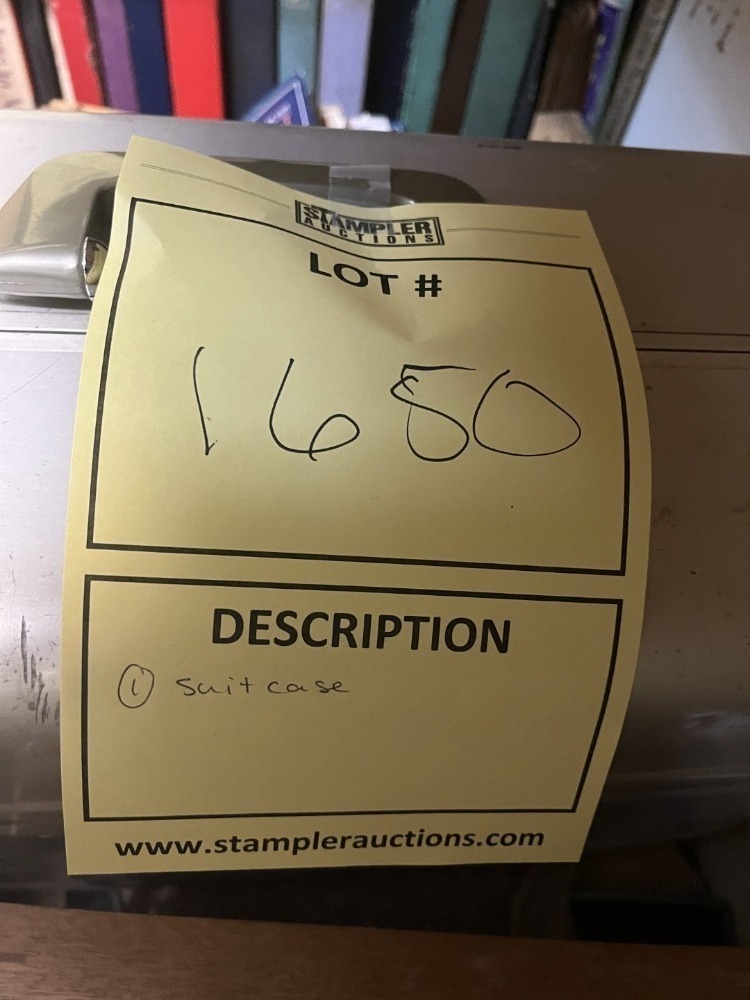 STAMPLER
AUCTIONS
LOT #
1680
DESCRIPTION
① suitcase
www.stamplerauctions.com